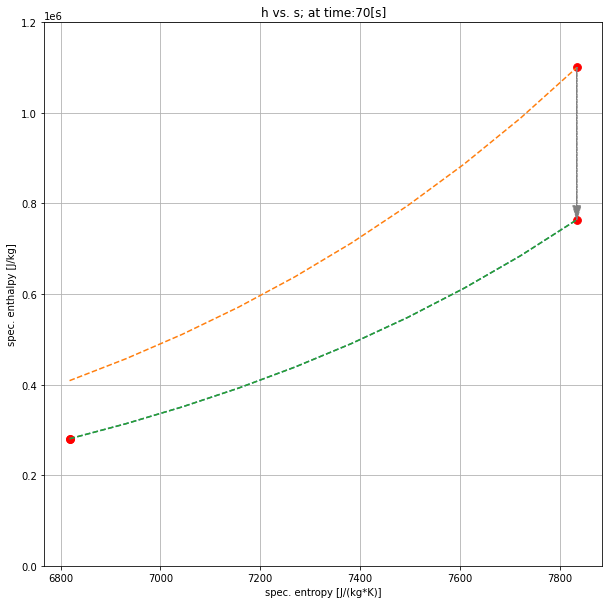 h vs. s; at time:70[s]
1e6
1.2
1.0
0.8
0.6
0.4
0.2
0.0
spec. enthalpy [J/kg]
6800 7000 7200 7400 7600 7800
spec. entropy [J/(kg*K)]